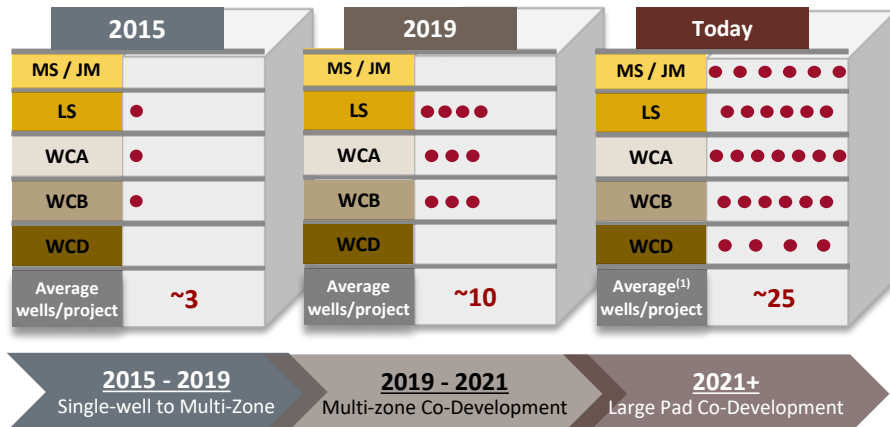 2015
MS / JM
LS
WCA
WCB
WCD
Average
wells/project
~3
2019
MS / JM
LS
WCA
WCB
WCD
Average
wells/project
~10
Today
MS / JM
LS
WCA
WCB
WCD
Average(1)
wells/project
~25
2015 - 2019
Single-well to Multi-Zone
2019 - 2021
Multi-zone Co-Development
2021+
Large Pad Co-Development